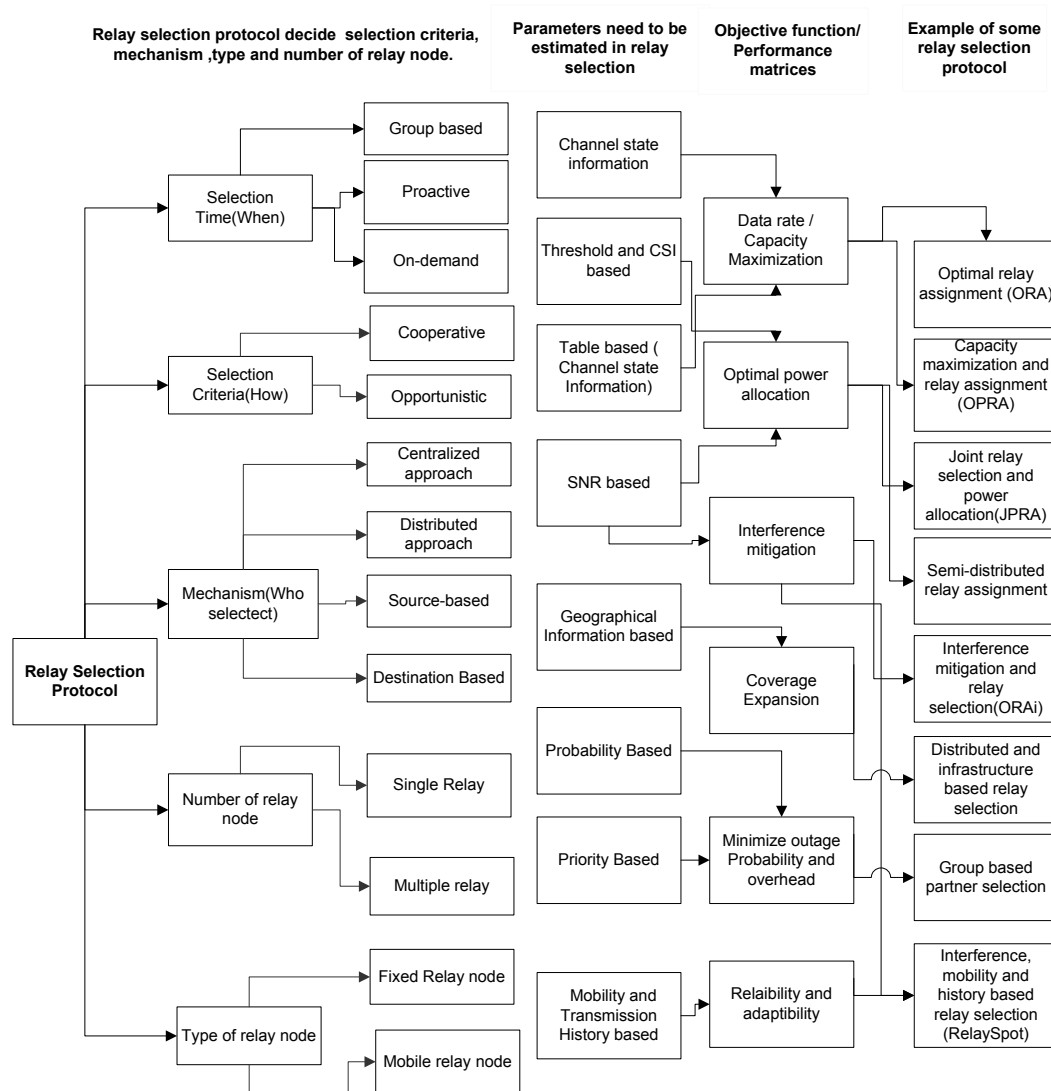 Relay selection protocol decide selection criteria,
mechanism ,type and number of relay node.
Parameters need to be
estimated in relay
selection
Objective function/
Performance
matrices
Example of some
relay selection
protocol
Relay Selection
Protocol
Selection
Time(When)
Group based
Proactive
On-demand
Selection
Criteria(How)
Cooperative
Opportunistic
Mechanism(Who
selectect)
Centralized
approach
Distributed
approach
Source-based
Destination Based
Number of relay
node
Single Relay
Multiple relay
Type of relay node
Fixed Relay node
Mobile relay node
Channel state
information
Threshold and CSI
based
Table based (
Channel state
Information)
SNR based
Geographical
Information based
Probability Based
Priority Based
Mobility and
Transmission
History based
Data rate /
Capacity
Maximization
Optimal power
allocation
Interference
mitigation
Coverage
Expansion
Minimize outage
Probability and
overhead
Relaibility and
adaptibility
Optimal relay
assignment (ORA)
Capacity
maximization and
relay assignment
(OPRA)
Joint relay
selection and
power
allocation(JPRA)
Semi-distributed
relay assignment
Interference
mitigation and
relay
selection(ORAi)
Distributed and
infrastructure
based relay
selection
Group based
partner selection
Interference,
mobility and
history based
relay selection
(RelaySpot)